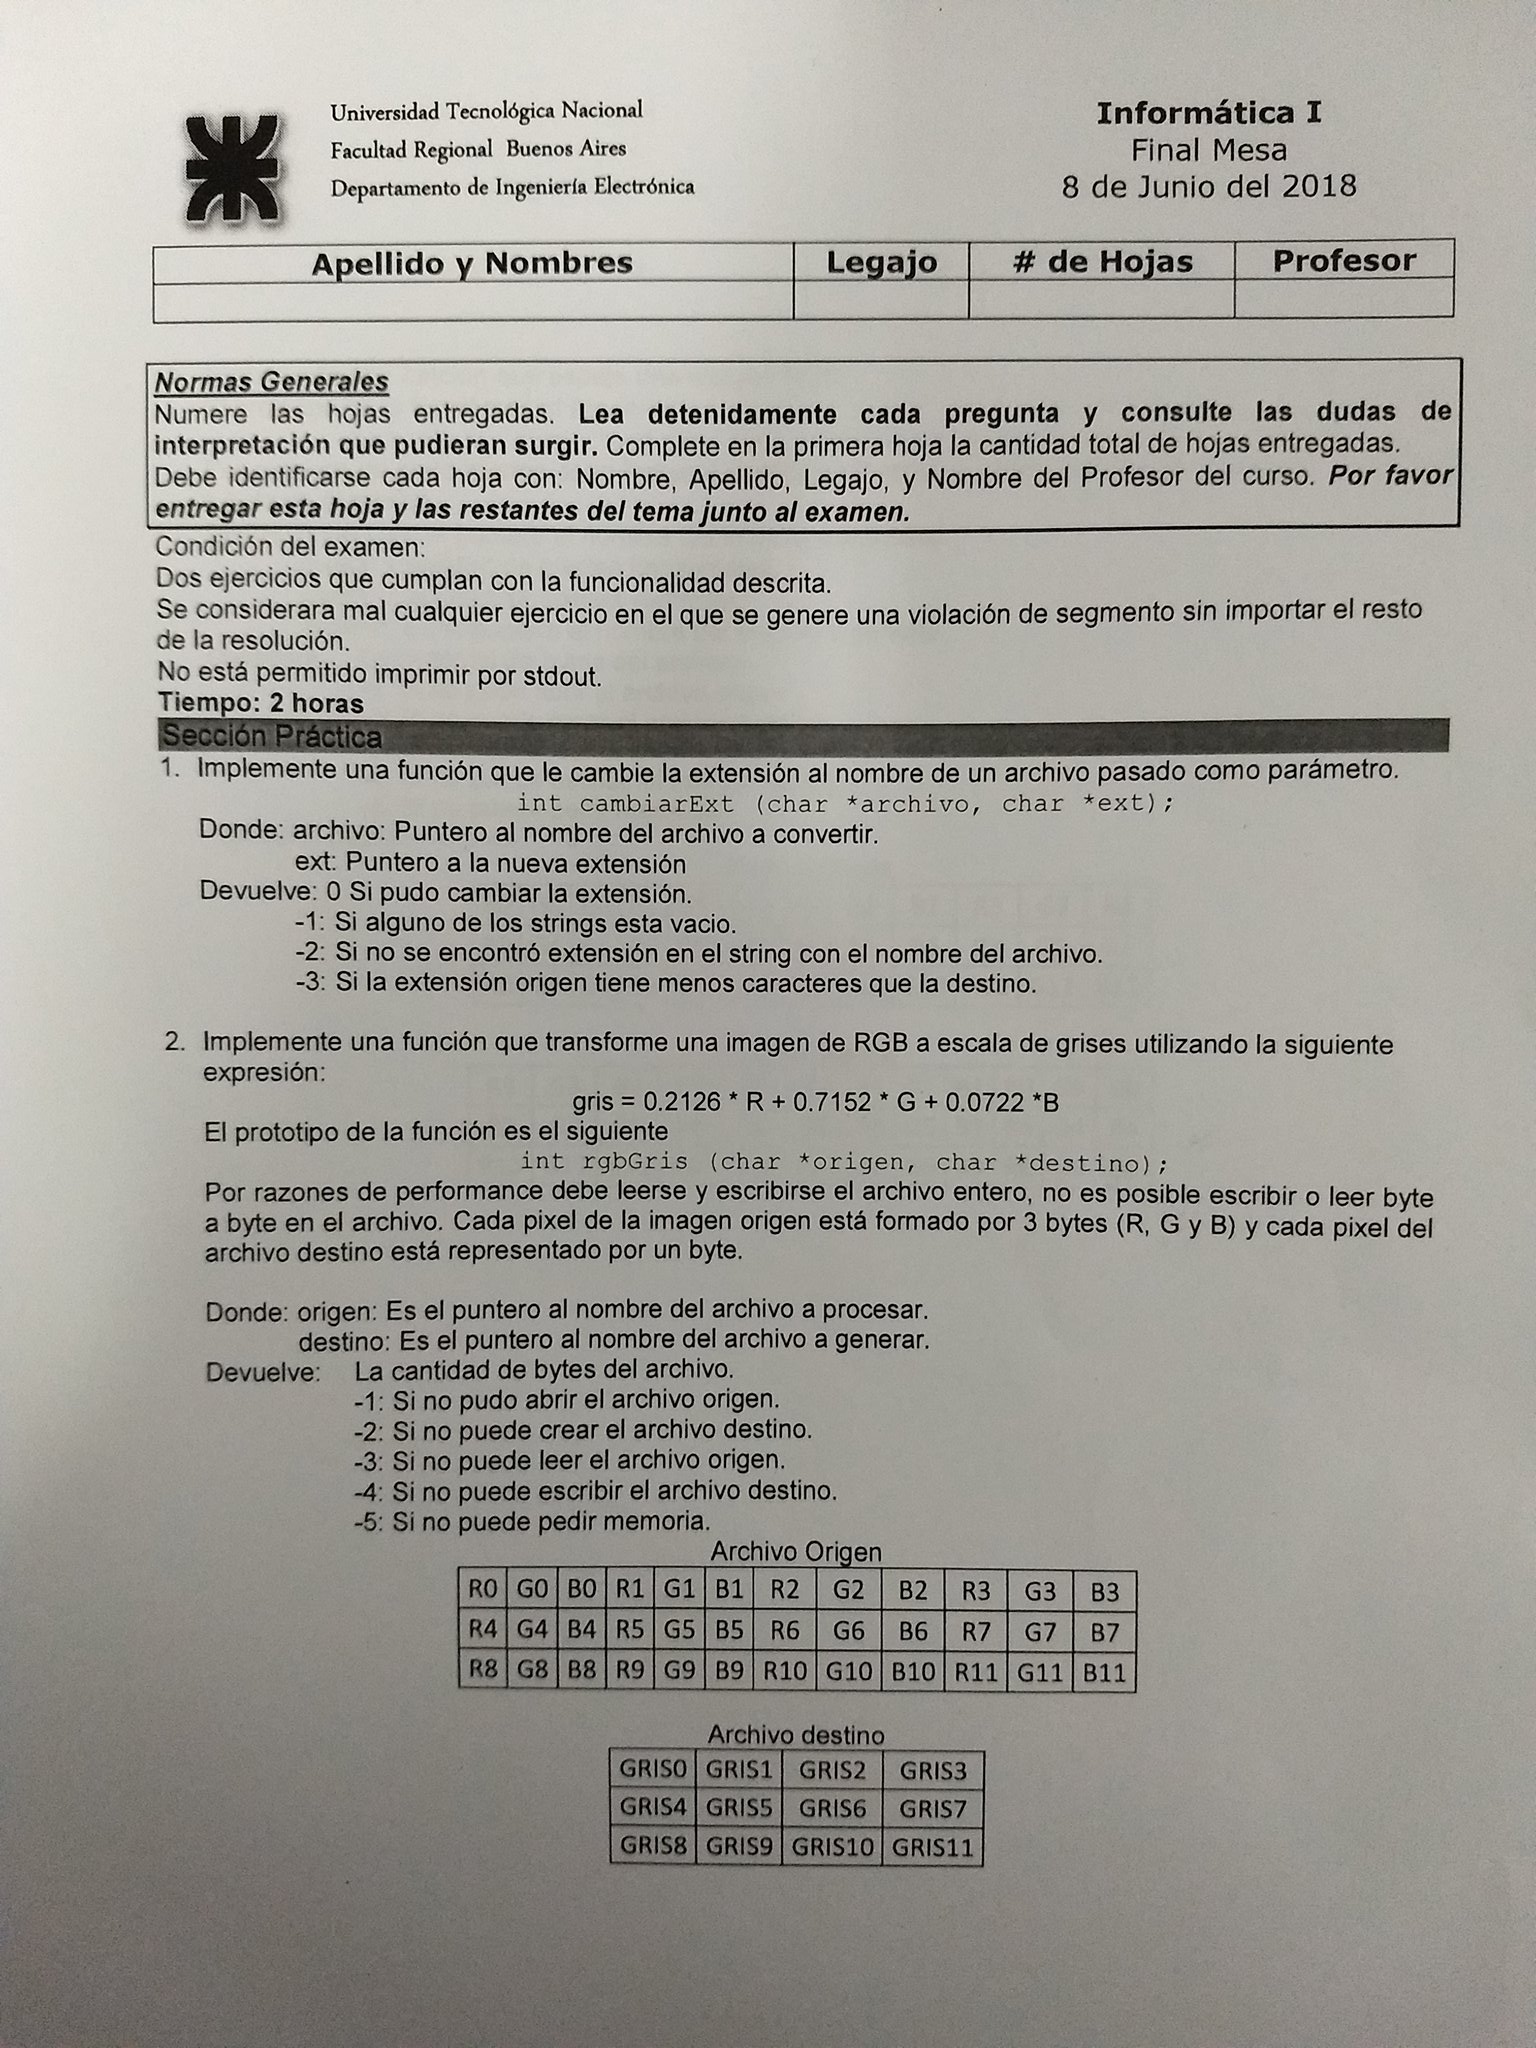 Universidad Tecnológica Nacional
Facultad Regional Buenos Aires
Departamento de Ingeniería Electrónica
Informática I
Final Mesa
8 de Junio del 2018
Apellido y Nombres Legajo # de Hojas Profesor
Normas Generales
Numere las hojas entregadas. Lea detenidamente cada pregunta y consulte las dudas de
interpretación que pudieran surgir. Complete en la primera hoja la cantidad total de hojas entregadas.
Debe identificarse cada hoja con: Nombre, Apellido, Legajo, y Nombre del Profesor del curso. Por favor
entregar esta hoja y las restantes del tema junto al examen.
Condición del examen:
Dos ejercicios que cumplan con la funcionalidad descrita.
Se considerara mal cualquier ejercicio en el que se genere una violación de segmento sin importar el resto
de la resolución.
No está permitido imprimir por stdout.
Tiempo: 2 horas
Sección Práctica
1. Implemente una función que le cambie la extensión al nombre de un archivo pasado como parámetro.
int cambiarExt (char *archivo, char *ext);
Donde: archivo: Puntero al nombre del archivo a convertir.
ext: Puntero a la nueva extensión
Devuelve: 0 Si pudo cambiar la extensión.
-1: Si alguno de los strings esta vacio.
-2: Si no se encontró extensión en el string con el nombre del archivo.
-3: Si la extensión origen tiene menos caracteres que la destino.
2. Implemente una función que transforme una imagen de RGB a escala de grises utilizando la siguiente
expresión:
gris = 0.2126 * R + 0.7152 * G + 0.0722 *B
El prototipo de la función es el siguiente
int rgbGris (char *origen, char *destino);
Por razones de performance debe leerse y escribirse el archivo entero, no es posible escribir o leer byte
a byte en el archivo. Cada pixel de la imagen origen está formado por 3 bytes (R, G y B) y cada pixel del
archivo destino está representado por un byte.
Donde: origen: Es el puntero al nombre del archivo a procesar.
destino: Es el puntero al nombre del archivo a generar.
Devuelve: La cantidad de bytes del archivo.
-1: Si no pudo abrir el archivo origen.
-2: Si no puede crear el archivo destino.
-3: Si no puede leer el archivo origen.
-4: Si no puede escribir el archivo destino.
-5: Si no puede pedir memoria.
Archivo Origen
R0 G0 B0 R1 G1 B1 R2 G2 B2 R3 G3 B3
R4 G4 B4 R5 G5 B5 R6 G6 B6 R7 G7 B7
R8 G8 B8 R9 G9 B9 R10 G10 B10 R11 G11 B11
Archivo destino
GRIS0 GRIS1 GRIS2 GRIS3
GRIS4 GRIS5 GRIS6 GRIS7
GRIS8 GRIS9 GRIS10 GRIS11